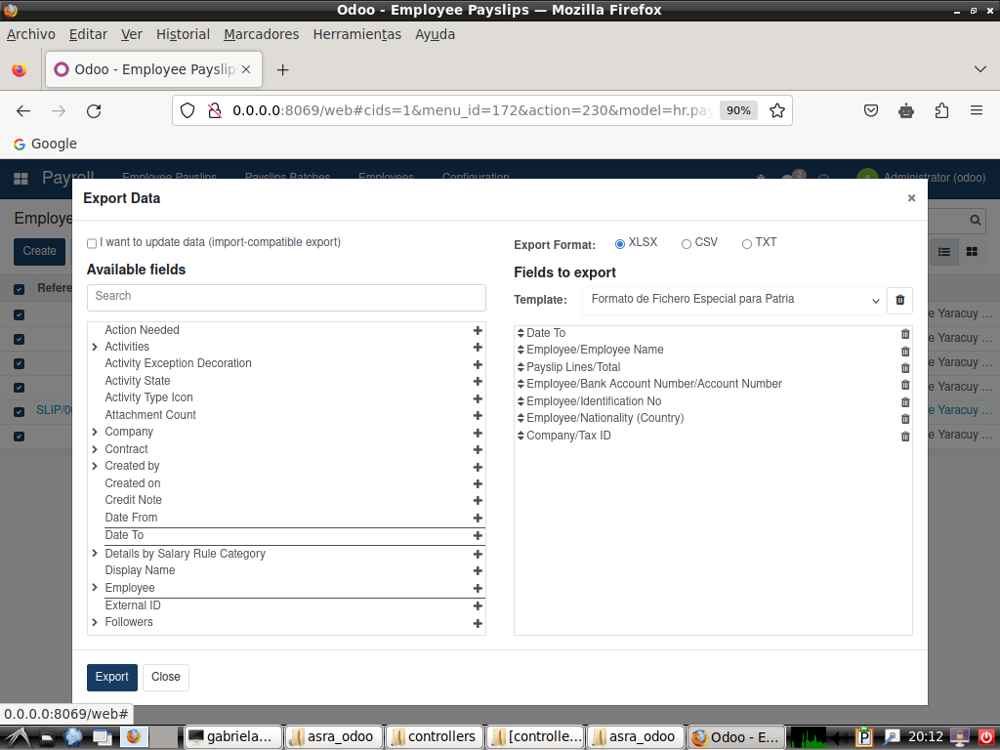 Odoo - Employee Payslips — Mozilla Firefox
Archivo Editar Ver Historial Marcadores Herramientas Ayuda
Odoo - Employee Payslip
0.0.0.0:8069/web#cids=1&menu_id=172&action=230&model=hr.pay 90%
Google
Payroll Employee Payslips Payslips Batches Employees Configuration 2 A Administrator (odoo)
Export Data
Employe
I want to update data (import-compatible export)
Export Format: XLSX CSV TXT
Create
Available fields
Fields to export
Refere
Search
Template: Formato de Fichero Especial para Patria
Action Needed
Activities
Activity Exception Decoration
Activity State
Activity Type Icon
Attachment Count
Company
Contract
Created by
Created on
Credit Note
Date From
Date To
Details by Salary Rule Category
Display Name
Employee
External ID
Followers
Date To
Employee/Employee Name
Payslip Lines/Total
Employee/Bank Account Number/Account Number
Employee/Identification No
Employee/Nationality (Country)
Company/Tax ID
SLIP/0
e Yaracuy ...
e Yaracuy ...
e Yaracuy ...
e Yaracuy ...
e Yaracuy ...
e Yaracuy ...
Export Close
0.0.0.0:8069/web#
gabriela... asra_odoo controllers [controlle... asra_odoo Odoo - E... P 20:12